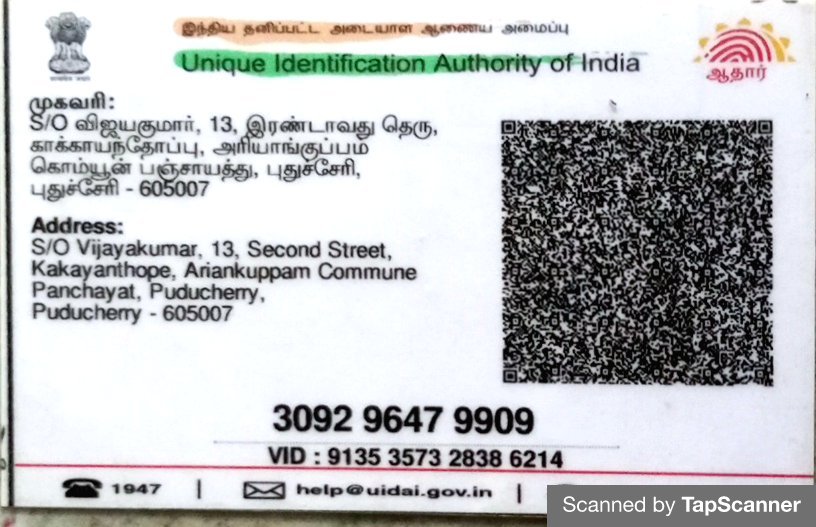 இந்திய தனிப்பட்ட அடையாள ஆணைய அமைப்பு
Unique Identification Authority of India
ஆதார்
முகவரி:
S/O விஜயகுமார், 13, இரண்டாவது தெரு,
காக்காயந்தோப்பு, அரியாங்குப்பம்
கொம்யூன் பஞ்சாயத்து, புதுச்சேரி,
புதுச்சேரி - 605007
Address:
S/O Vijayakumar, 13, Second Street,
Kakayanthope, Ariankuppam Commune
Panchayat, Puducherry,
Puducherry - 605007
3092 9647 9909
VID : 9135 3573 2838 6214
1947 | help@uidai.gov.in |
Scanned by TapScanner